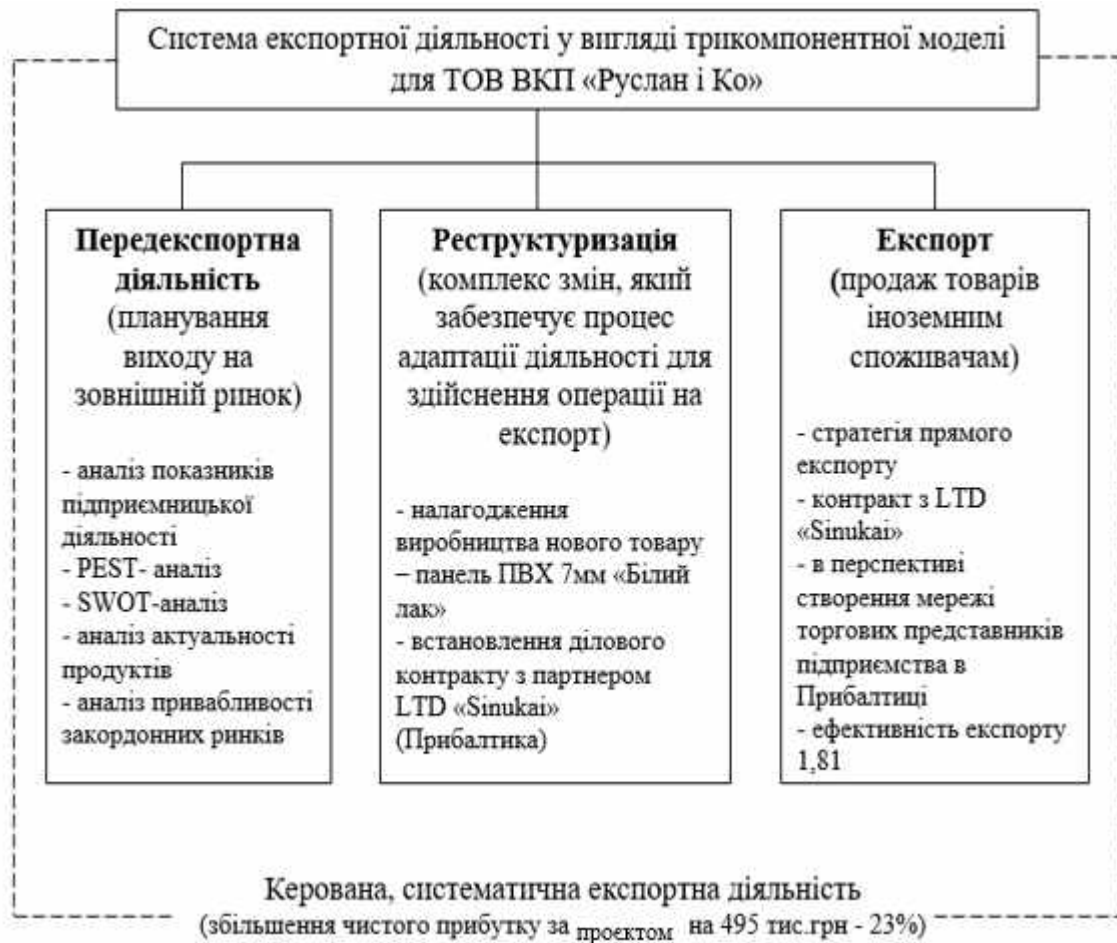 Система експортної діяльності у вигляді трикомпонентної моделі
для ТОВ ВКП «Руслан і Ко»
Передекспортна
діяльність
(планування
виходу на
зовнішній ринок)
- аналіз показників
підприємницької
діяльності
- PEST- аналіз
- SWOT-аналіз
- аналіз актуальності
продуктів
- аналіз привабливості
закордонних ринків
Реструктуризація
(комплекс змін, який
забезпечує процес
адаптації діяльності для
здійснення операції на
експорт)
- налагодження
виробництва нового товару
– панель ПВХ 7мм «Білий
лак»
- встановлення ділового
контракту з партнером
LTD «Sinukai»
(Прибалтика)
Експорт
(продаж товарів
іноземним
споживачам)
- стратегія прямого
експорту
- контракт з LTD
«Sinukai»
- в перспективі
створення мережі
торгових представників
підприємства в
Прибалтиці
- ефективність експорту
1,81
Керована, систематична експортна діяльність
(збільшення чистого прибутку за проєктом на 495 тис.грн - 23%)